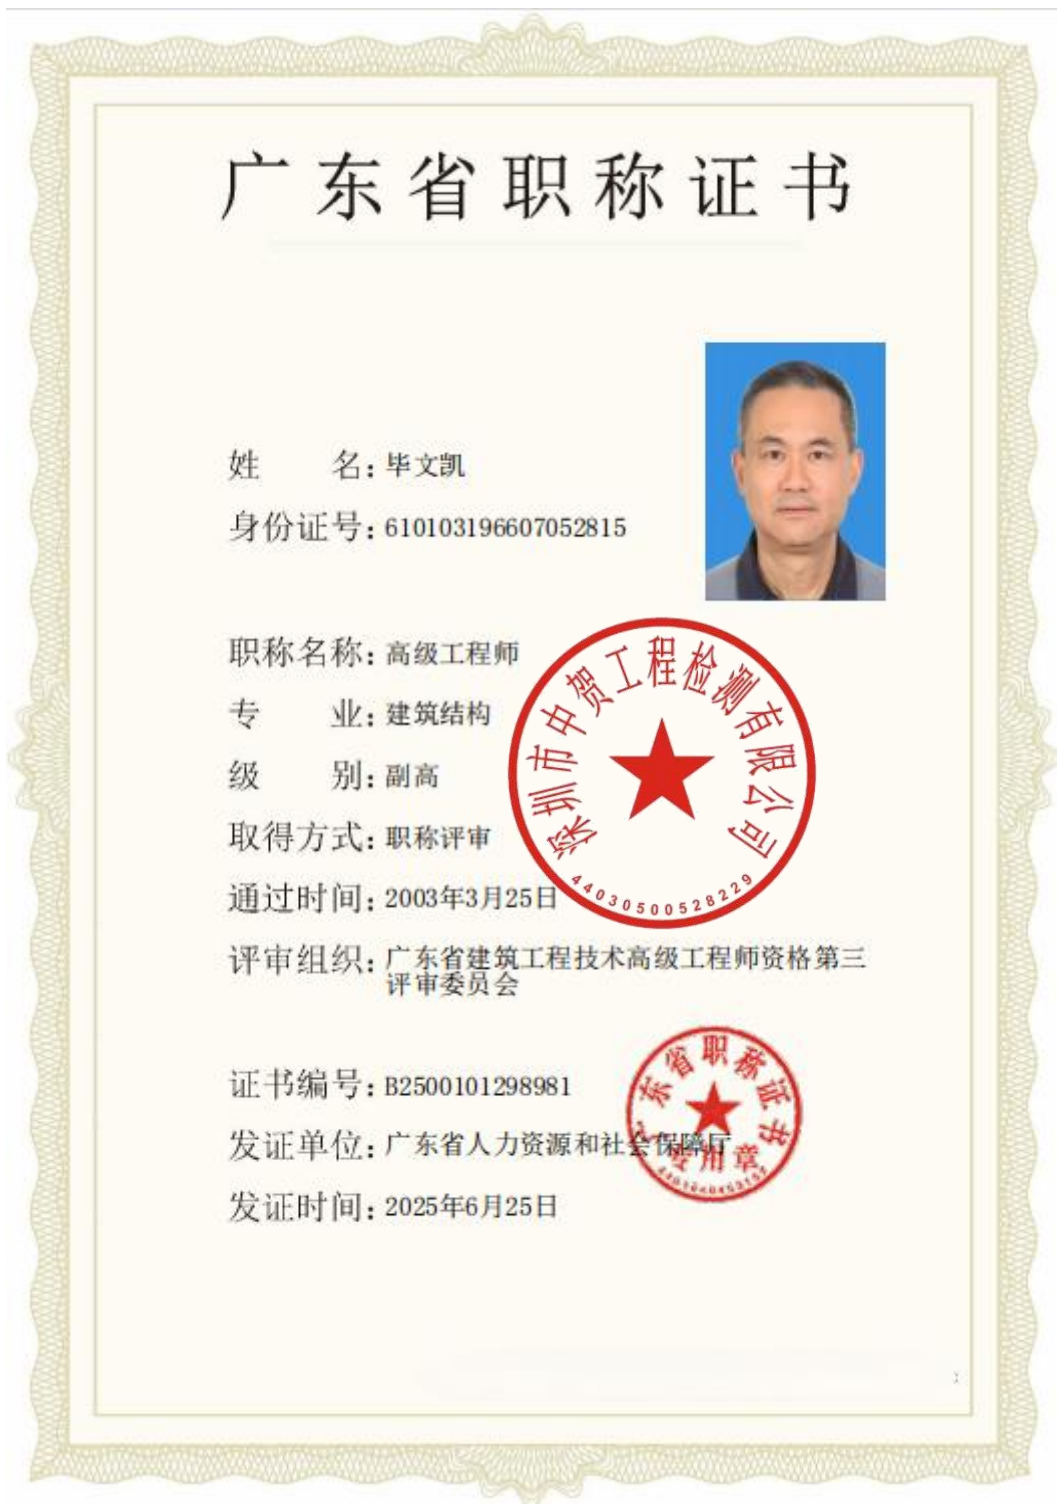 广东省职称证书
姓名：毕文凯
身份证号：610103196607052815
职称名称：高级工程师
专业：建筑结构
级别：副高
取得方式：职称评审
通过时间：2003年3月25日
评审组织：广东省建筑工程技术高级工程师资格第三
评审委员会
深圳市中贺工程检测有限公司
44030500528229
证书编号：B2500101298981
发证单位：广东省人力资源和社会保障厅
发证时间：2025年6月25日
广东省职称证书
专用章